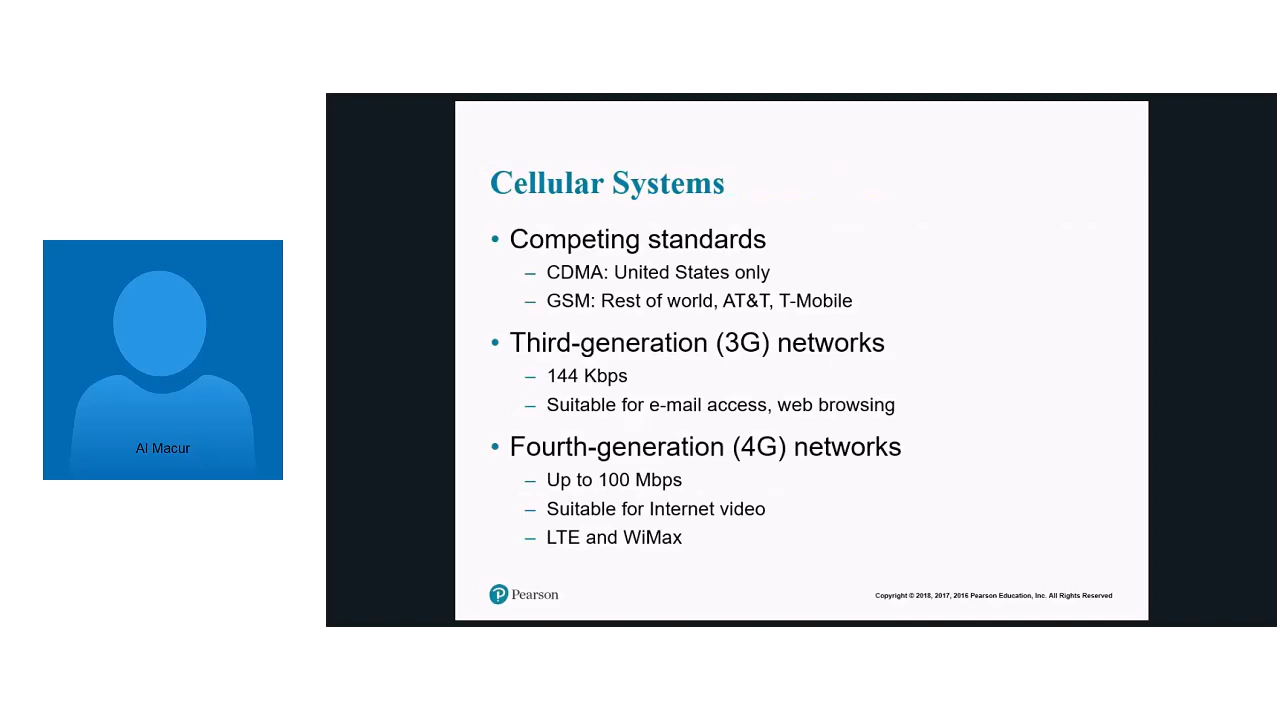 Al Macur
Cellular Systems
• Competing standards
– CDMA: United States only
– GSM: Rest of world, AT&T, T-Mobile
• Third-generation (3G) networks
– 144 Kbps
– Suitable for e-mail access, web browsing
• Fourth-generation (4G) networks
– Up to 100 Mbps
– Suitable for Internet video
– LTE and WiMax
Pearson
Copyright © 2018, 2017, 2016 Pearson Education, Inc. All Rights Reserved